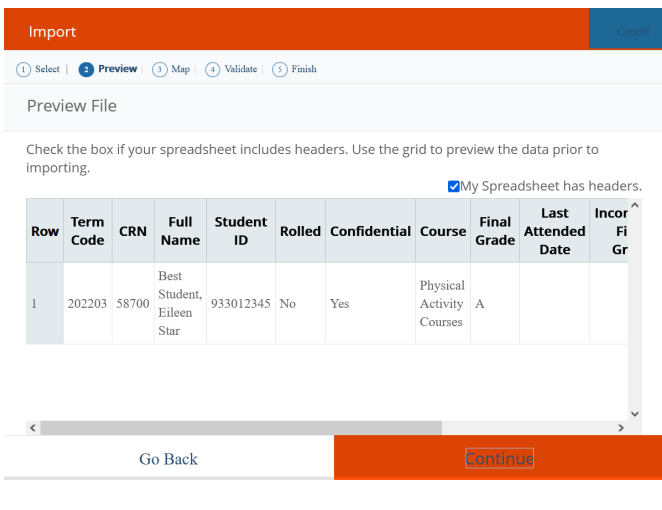 Import
Cancel
1 Select | 2 Preview | 3 Map | 4 Validate | 5 Finish
Preview File
Check the box if your spreadsheet includes headers. Use the grid to preview the data prior to
importing.
My Spreadsheet has headers.
Row Term Code CRN Full Name Student ID Rolled Confidential Course Final Grade Last Attended Date
1 202203 58700 Best Student, Eileen Star 933012345 No Yes Physical Activity Courses A
Go Back
Continue